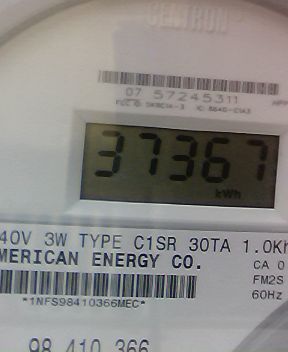 CENTRON
07 57245311
37367
kWh
40V 3W TYPE C1SR 30TA 1.0Kh
MERICAN ENERGY CO.
CA 0
FM2S
*1NFS98410366MEC*
60Hz
98 410 366